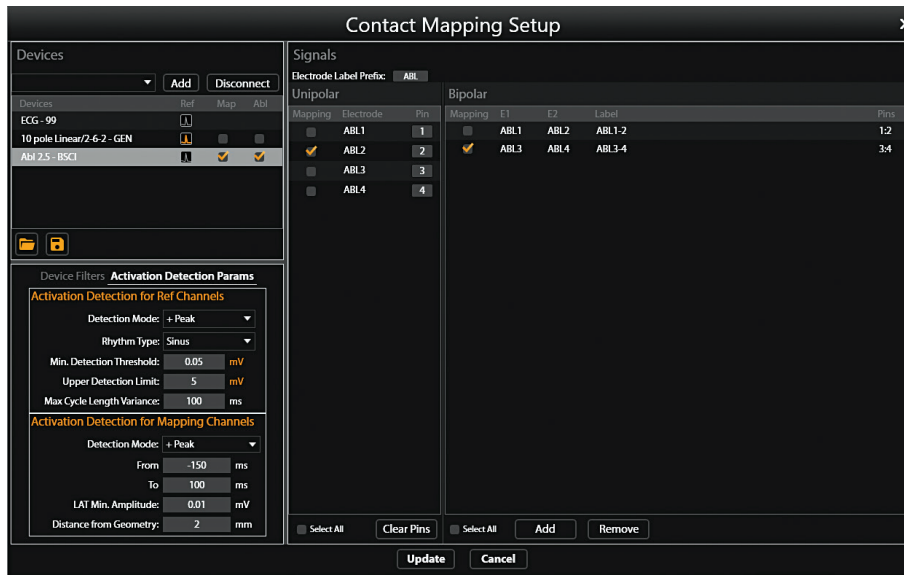 Contact Mapping Setup
Devices
Add Disconnect
Devices Ref Map Abl
ECG - 99
10 pole Linear/2-6-2 - GEN
Abl 2.5 - BSCI
Device Filters Activation Detection Params
Activation Detection for Ref Channels
Detection Mode: + Peak
Rhythm Type: Sinus
Min. Detection Threshold: 0.05 mV
Upper Detection Limit: 5 mV
Max Cycle Length Variance: 100 ms
Activation Detection for Mapping Channels
Detection Mode: + Peak
From -150 ms
To 100 ms
LAT Min. Amplitude: 0.01 mV
Distance from Geometry: 2 mm
Signals
Electrode Label Prefix: ABL
Unipolar
Mapping Electrode Pin
ABL1 1
ABL2 2
ABL3 3
ABL4 4
Select All Clear Pins
Bipolar
Mapping E1 E2 Label Pins
ABL1 ABL2 ABL1-2 1:2
ABL3 ABL4 ABL3-4 3:4
Select All Add Remove
Update Cancel